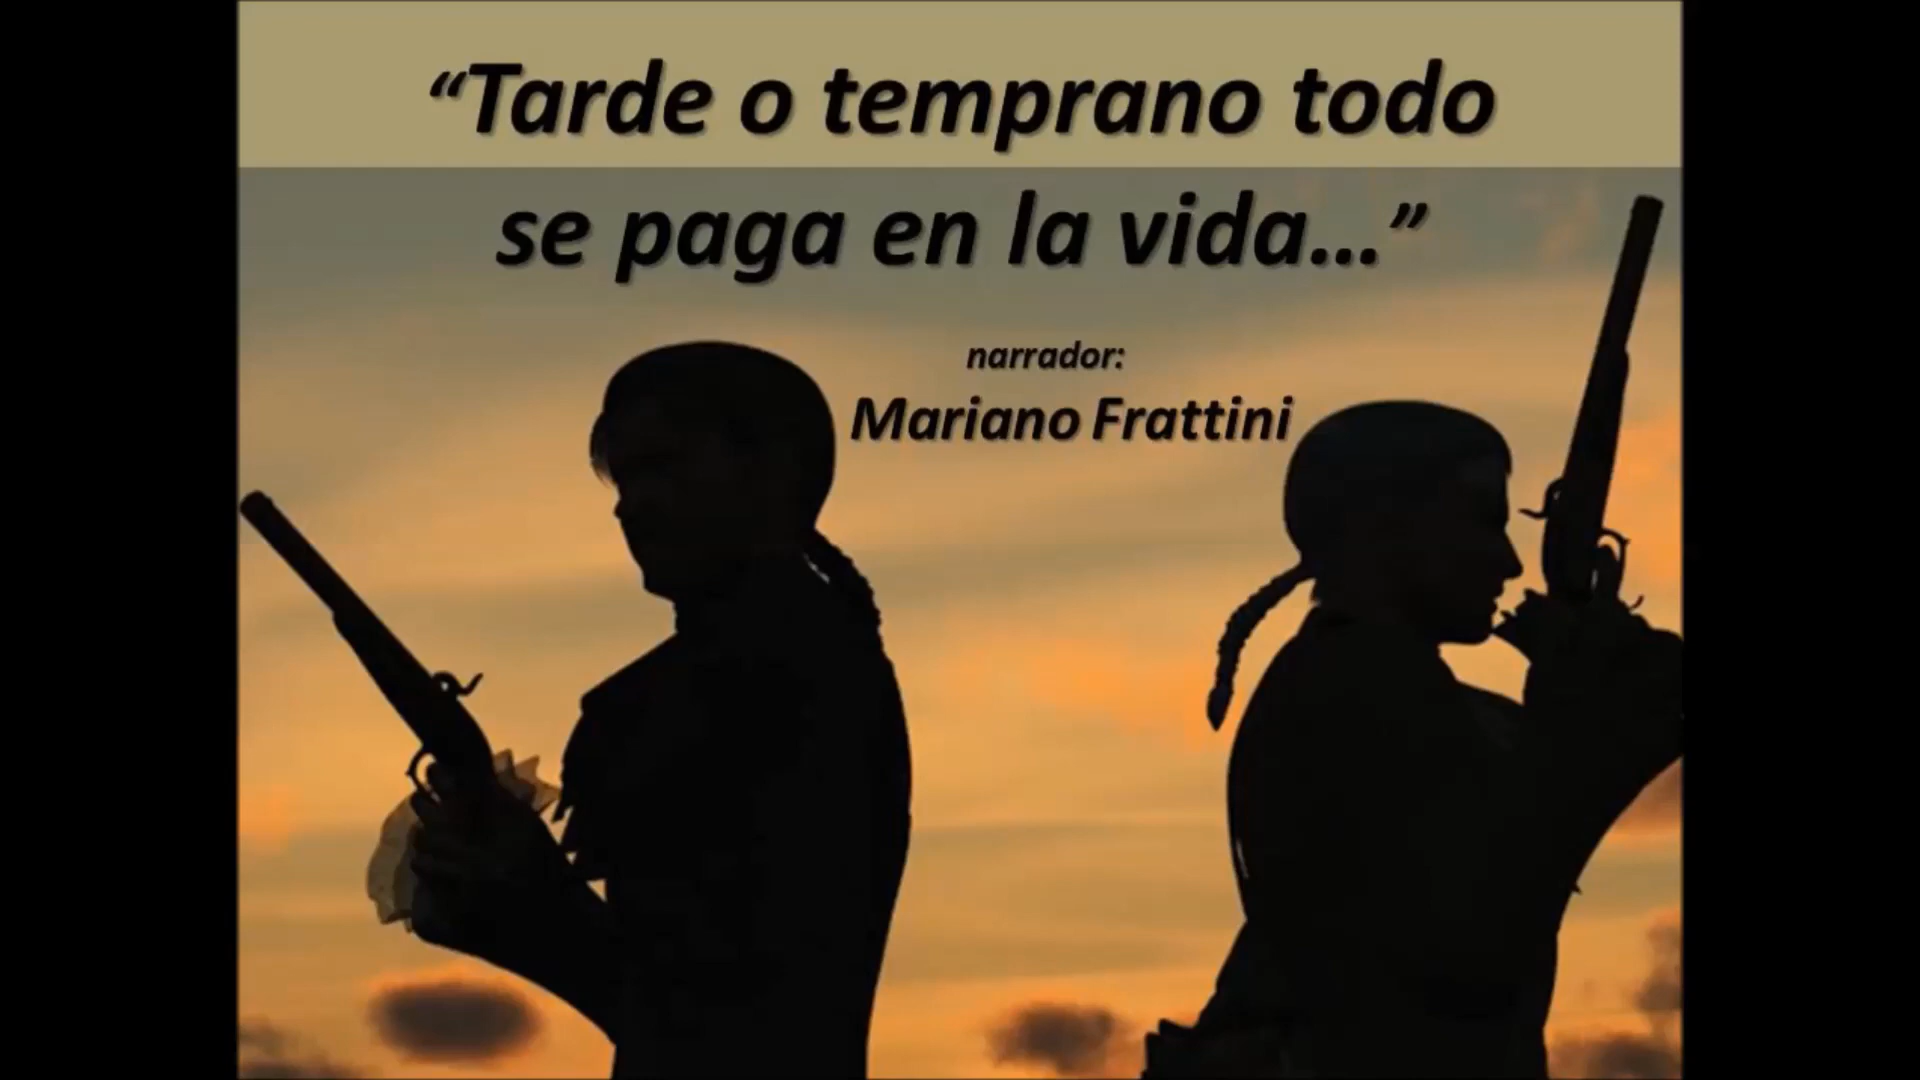 “Tarde o temprano todo
se paga en la vida...”
narrador:
Mariano Frattini